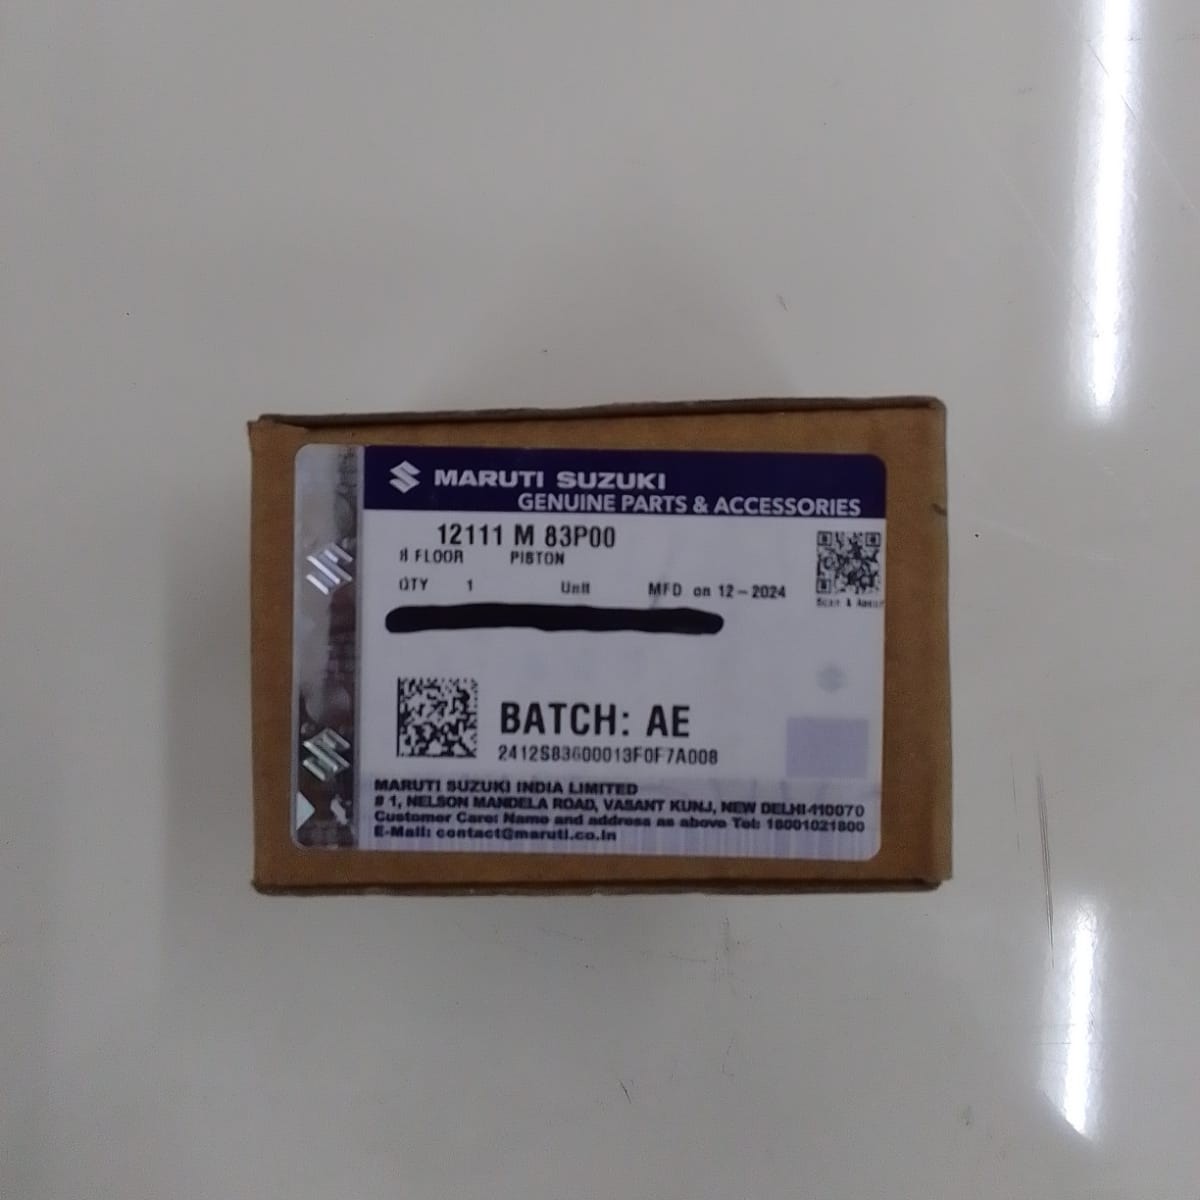 MARUTI SUZUKI
GENUINE PARTS & ACCESSORIES
12111 M 83P00
FLOOR PISTON
QTY 1 Unit MFD on 12-2024
BATCH: AE
2412S83600013F0F7A008
MARUTI SUZUKI INDIA LIMITED
# 1, NELSON MANDELA ROAD, VASANT KUNJ, NEW DELHI-110070
Customer Care: Name and address as above Tel: 18001021800
E-Mail: contact@maruti.co.in